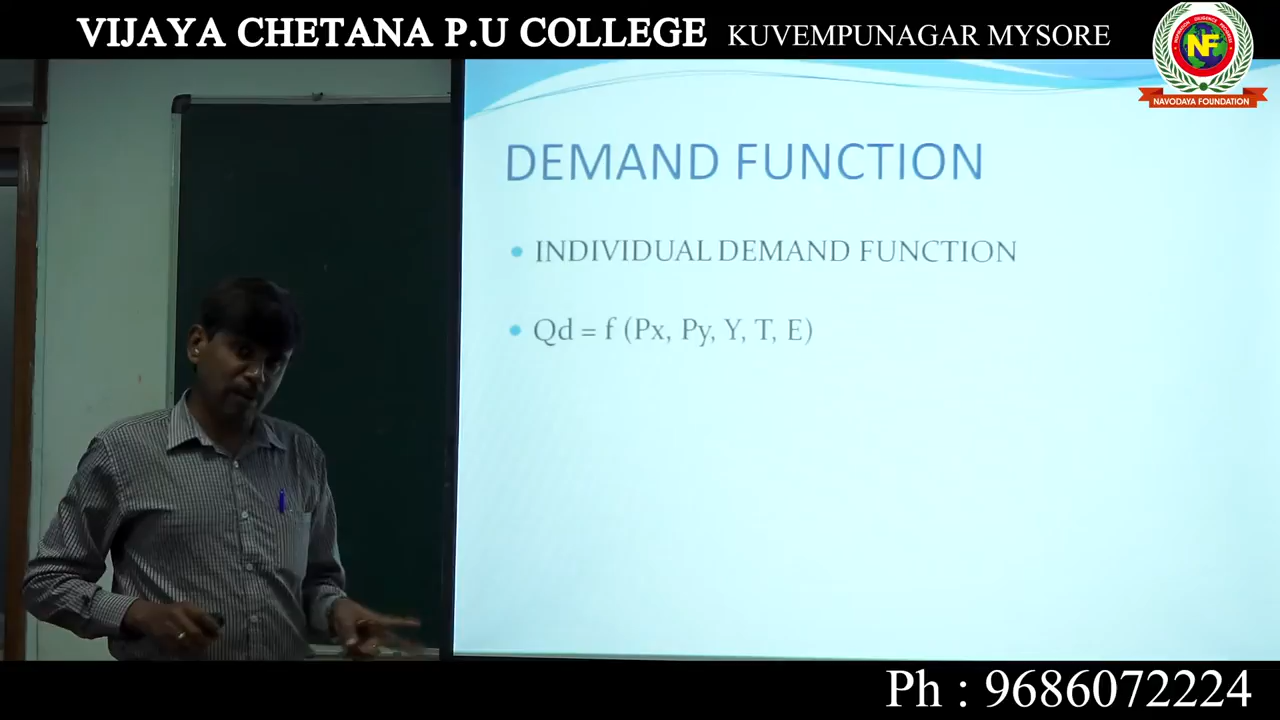 VIJAYA CHETANA P.U COLLEGE KUVEMPUNAGAR MYSORE
NF
NAVODAYA FOUNDATION
DEMAND FUNCTION
• INDIVIDUAL DEMAND FUNCTION
• Qd = f (Px, Py, Y, T, E)
Ph : 9686072224